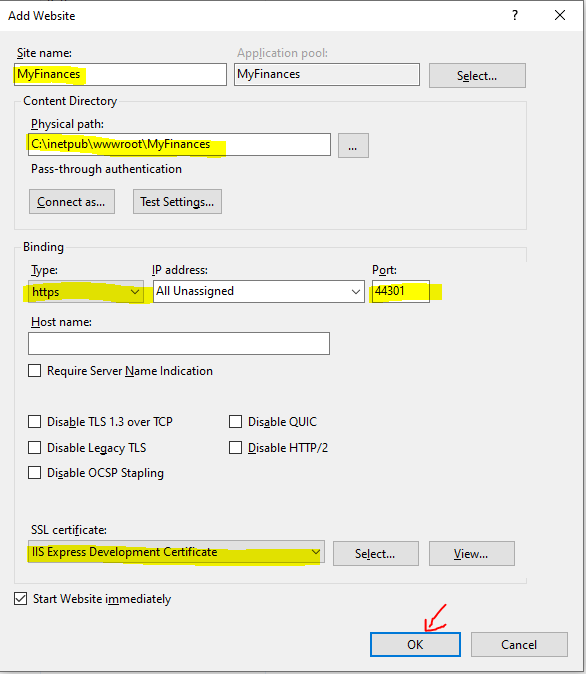 Add Website
? 
Site name: Application pool:
MyFinances MyFinances Select...
Content Directory
Physical path:
C:\inetpub\wwwroot\MyFinances ...
Pass-through authentication
Connect as... Test Settings...
Binding
Type: IP address: Port:
https All Unassigned 44301
Host name:
Require Server Name Indication
Disable TLS 1.3 over TCP Disable QUIC
Disable Legacy TLS Disable HTTP/2
Disable OCSP Stapling
SSL certificate:
IIS Express Development Certificate Select... View...
Start Website immediately
OK Cancel